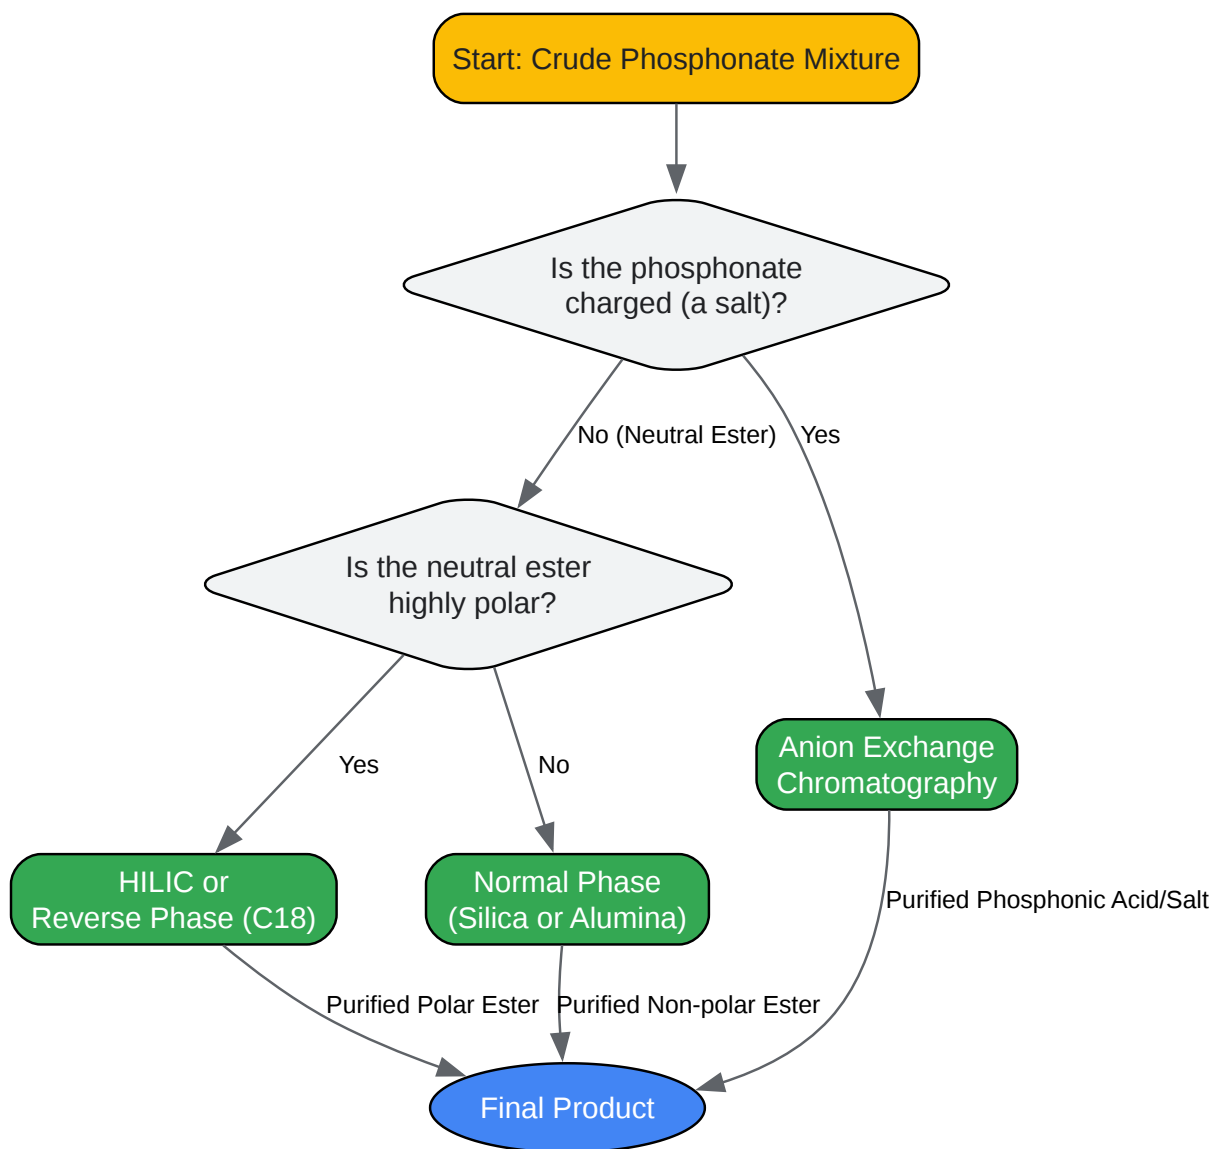 Start: Crude Phosphonate Mixture
Is the phosphonate
charged (a salt)?
No (Neutral Ester)
Yes
Is the neutral ester
highly polar?
Yes
No
Anion Exchange
Chromatography
HILIC or
Reverse Phase (C18)
Normal Phase
(Silica or Alumina)
Purified Phosphonic Acid/Salt
Purified Polar Ester
Purified Non-polar Ester
Final Product